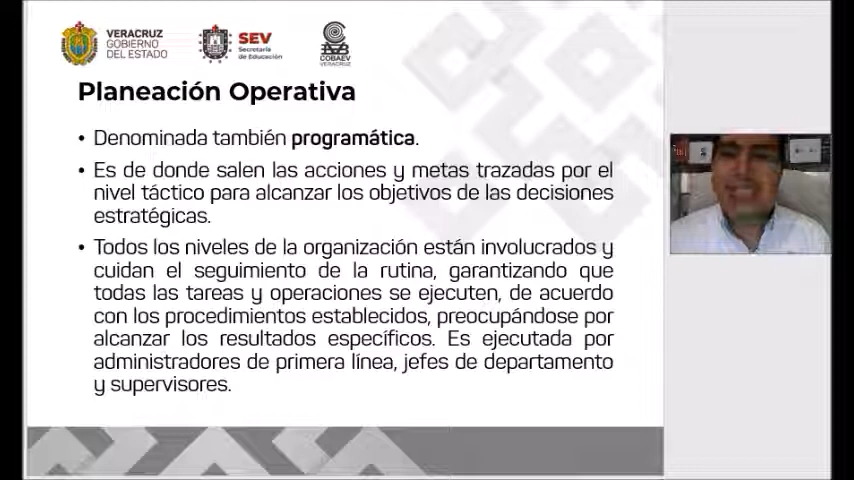 VERACRUZ
GOBIERNO
DEL ESTADO
SEV
Secretaría
de Educación
COBAEV
VERACRUZ
Planeación Operativa
• Denominada también programática.
• Es de donde salen las acciones y metas trazadas por el
nivel táctico para alcanzar los objetivos de las decisiones
estratégicas.
• Todos los niveles de la organización están involucrados y
cuidan el seguimiento de la rutina, garantizando que
todas las tareas y operaciones se ejecuten, de acuerdo
con los procedimientos establecidos, preocupándose por
alcanzar los resultados específicos. Es ejecutada por
administradores de primera línea, jefes de departamento
y supervisores.